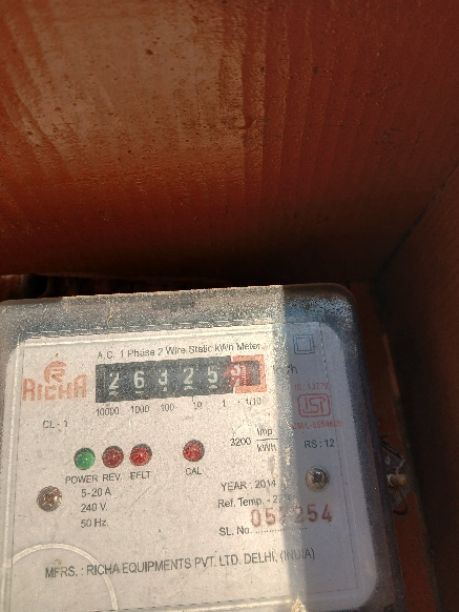 A.C. 1 Phase 2 Wire Static kWh Meter
RICHA
2 6 3 2 5
kWh
10000 1000 100 10 1 1/10
CL - 1
Imp
3200
kWh
RS : 12
POWER REV. EFLT CAL
5-20 A
240 V.
50 Hz.
YEARː 2014
Ref. Temp. -
SL. No.
MFRS. : RICHA EQUIPMENTS PVT. LTD. DELHI, (INDIA)